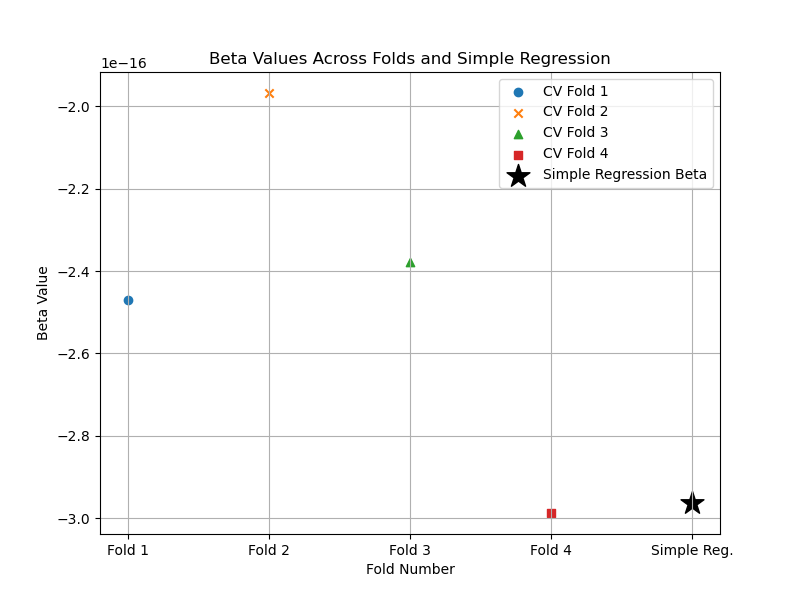 Beta Values Across Folds and Simple Regression
1e−16
CV Fold 1
CV Fold 2
CV Fold 3
CV Fold 4
Simple Regression Beta
−2.0
−2.2
−2.4
−2.6
−2.8
−3.0
Beta Value
Fold 1
Fold 2
Fold 3
Fold 4
Simple Reg.
Fold Number